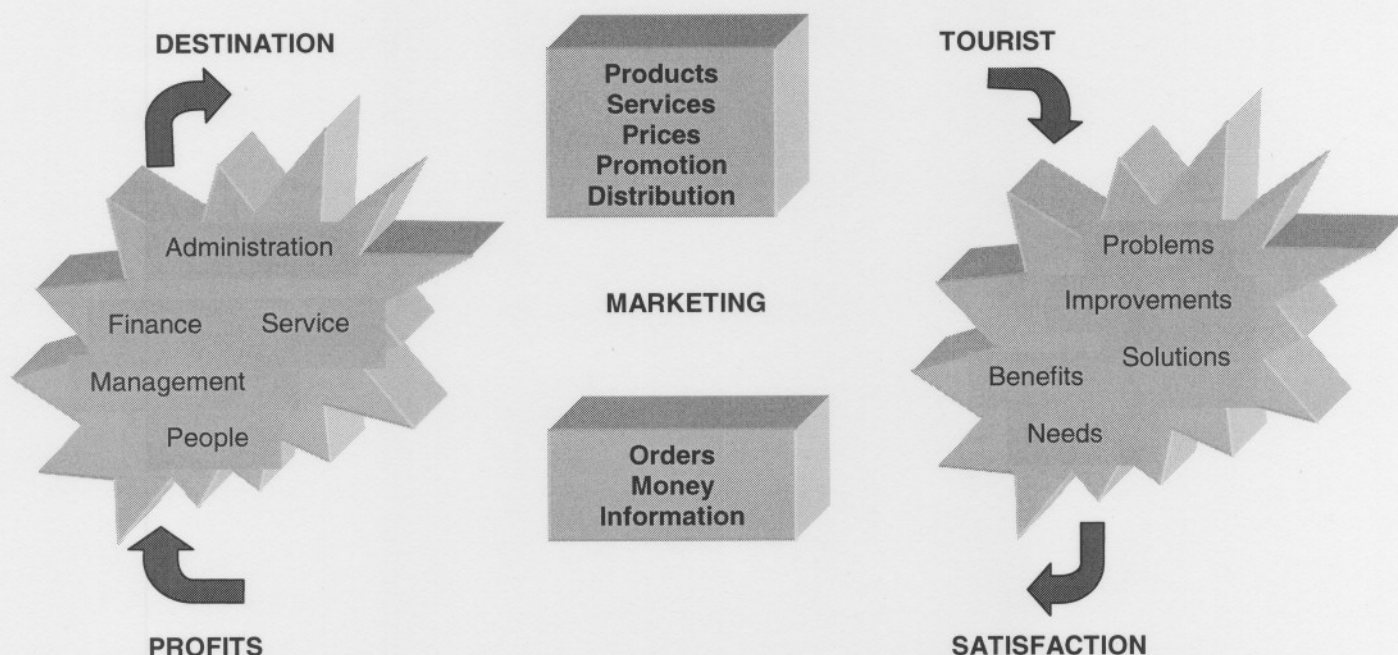 DESTINATION
Administration
Finance Service
Management
People
PROFITS
Products
Services
Prices
Promotion
Distribution
MARKETING
Orders
Money
Information
TOURIST
Problems
Improvements
Solutions
Benefits
Needs
SATISFACTION